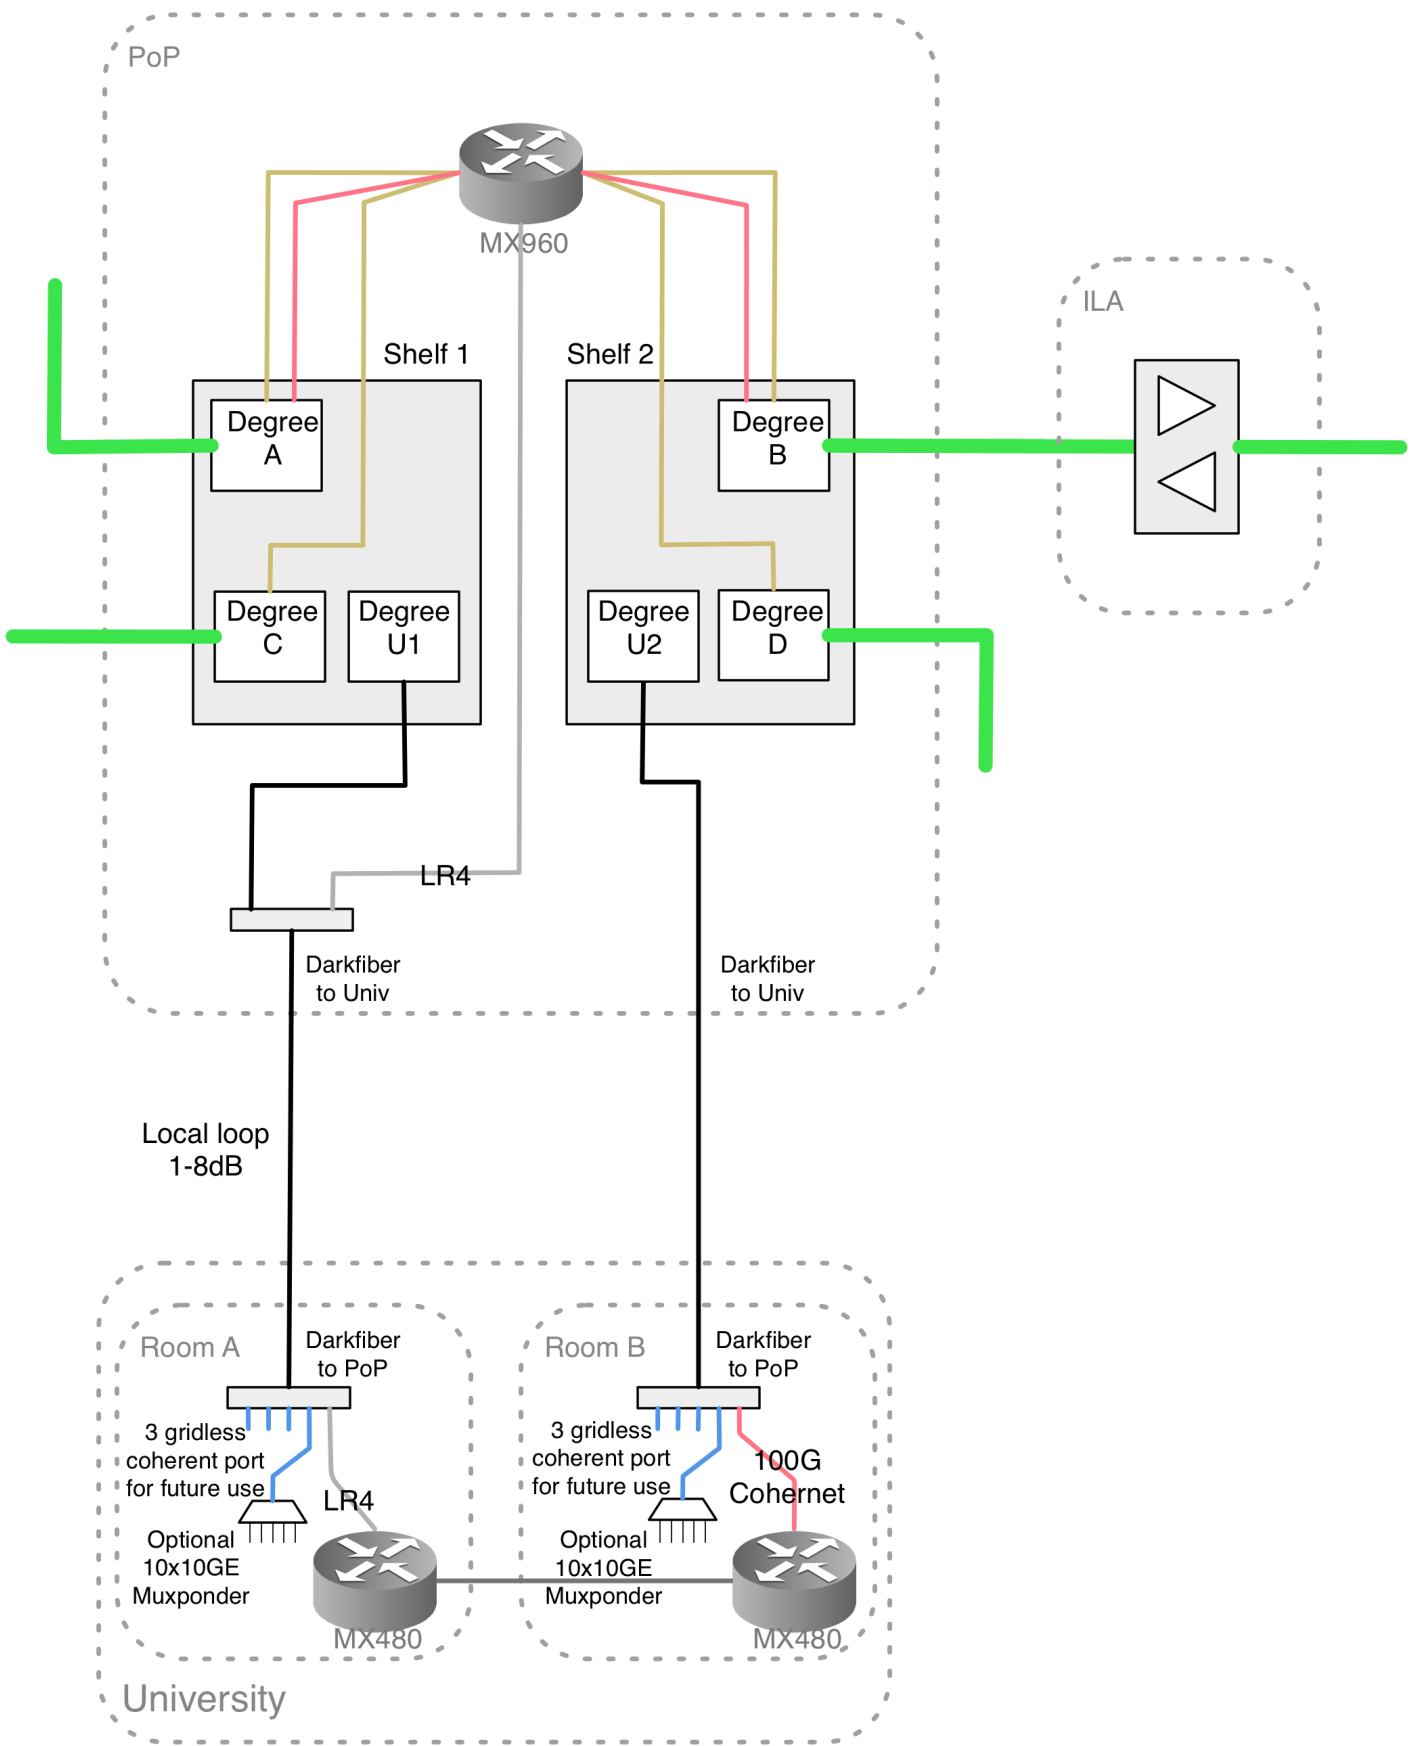 PoP
MX960
ILA
Shelf 1
Shelf 2
Degree
A
Degree
B
Degree
C
Degree
U1
Degree
U2
Degree
D
LR4
Darkfiber
to Univ
Darkfiber
to Univ
Local loop
1-8dB
Room A
Darkfiber
to PoP
3 gridless
coherent port
for future use
LR4
Optional
10x10GE
Muxponder
MX480
Room B
Darkfiber
to PoP
3 gridless
coherent port
for future use
100G
Cohernet
Optional
10x10GE
Muxponder
MX480
University